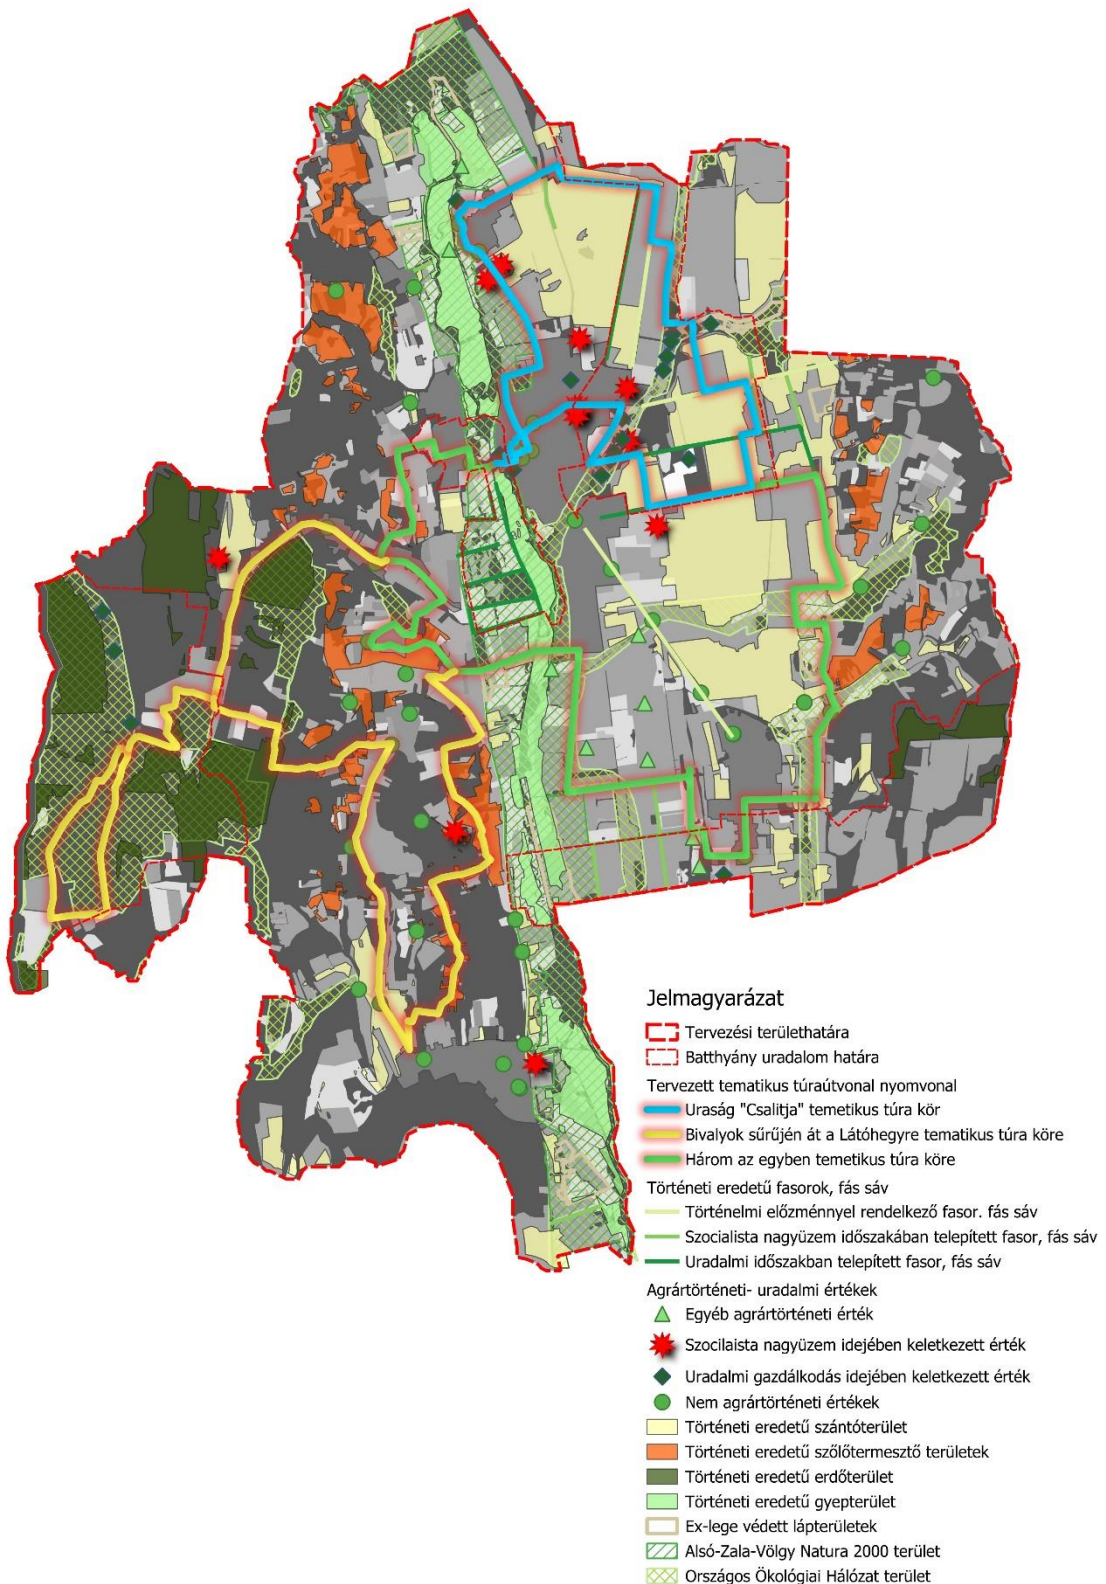 Jelmagyarázat
Tervezési területhatára
Batthyány uradalom határa
Tervezett tematikus túraútvonal nyomvonal
Uraság "Csalitja" temetikus túra kör
Bivalyok sűrűjén át a Látóhegyre tematikus túra köre
Három az egyben temetikus túra köre
Történeti eredetű fasorok, fás sáv
Történelmi előzménnyel rendelkező fasor. fás sáv
Szocialista nagyüzem időszakában telepített fasor, fás sáv
Uradalmi időszakban telepített fasor, fás sáv
Agrártörténeti- uradalmi értékek
Egyéb agrártörténeti érték
Szocilaista nagyüzem idejében keletkezett érték
Uradalmi gazdálkodás idejében keletkezett érték
Nem agrártörténeti értékek
Történeti eredetű szántóterület
Történeti eredetű szőlőtermesztő területek
Történeti eredetű erdőterület
Történeti eredetű gyepterület
Ex-lege védett lápterületek
Alsó-Zala-Völgy Natura 2000 terület
Országos Ökológiai Hálózat terület